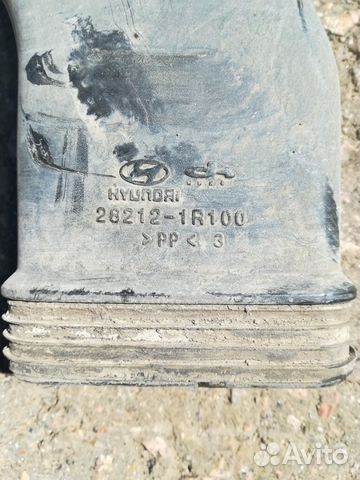 HYUNDAI
28212-1R100
>PP< 3
Avito